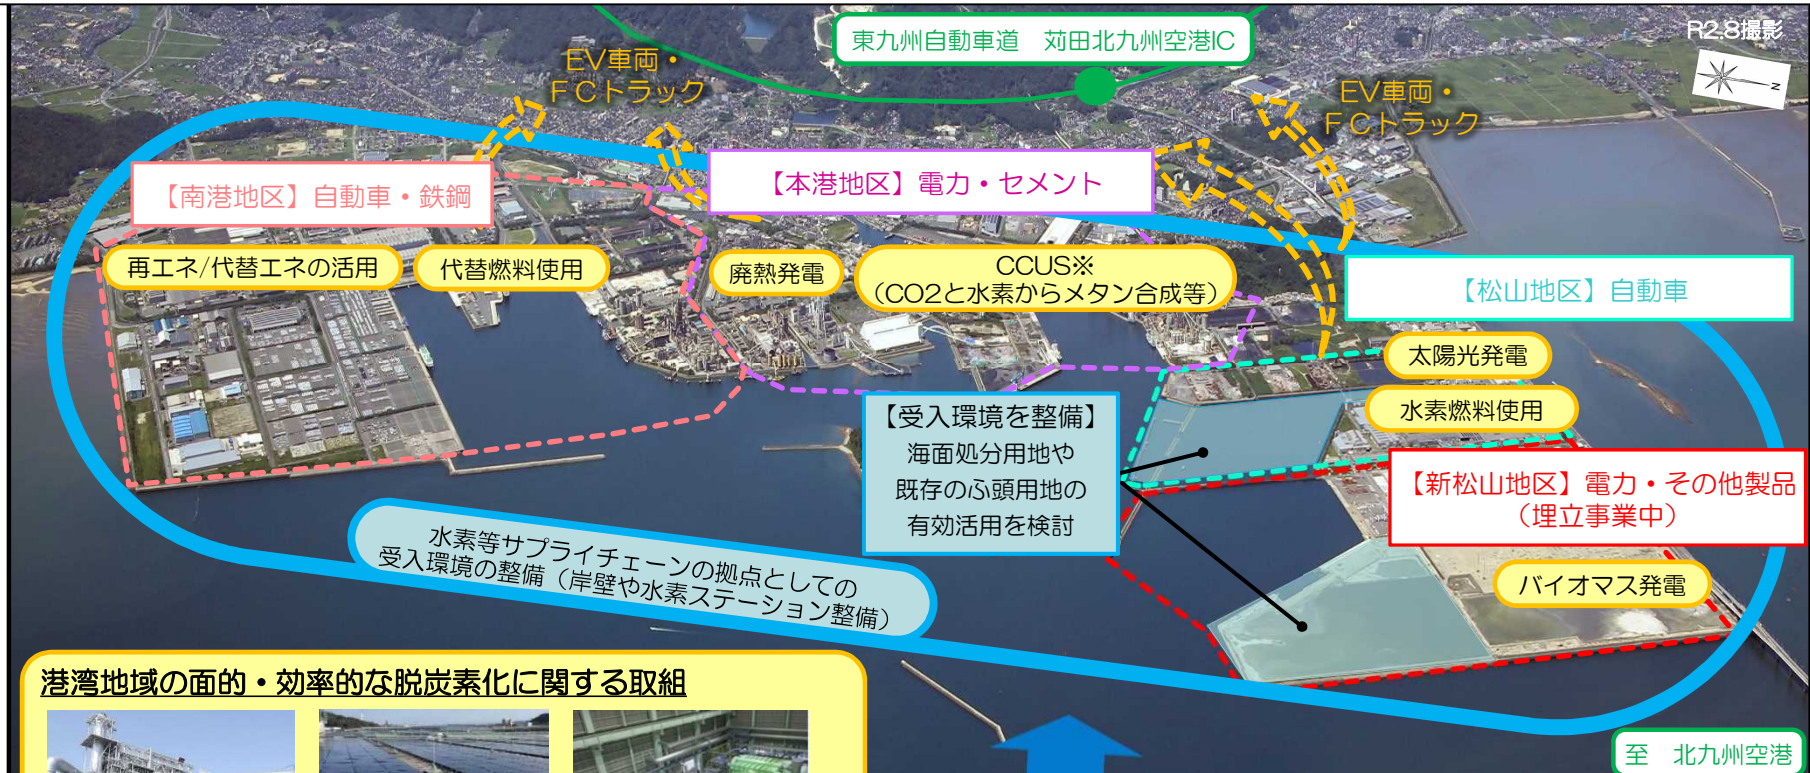 東九州自動車道　苅田北九州空港IC
R2.8撮影
N
EV車両・
FCトラック
EV車両・
FCトラック
【南港地区】自動車・鉄鋼
【本港地区】電力・セメント
再エネ/代替エネの活用
代替燃料使用
廃熱発電
CCUS※
（CO2と水素からメタン合成等）
【松山地区】自動車
太陽光発電
水素燃料使用
【受入環境を整備】
海面処分用地や
既存のふ頭用地の
有効活用を検討
【新松山地区】電力・その他製品
（埋立事業中）
バイオマス発電
水素等サプライチェーンの拠点としての
受入環境の整備（岸壁や水素ステーション整備）
港湾地域の面的・効率的な脱炭素化に関する取組
至　北九州空港